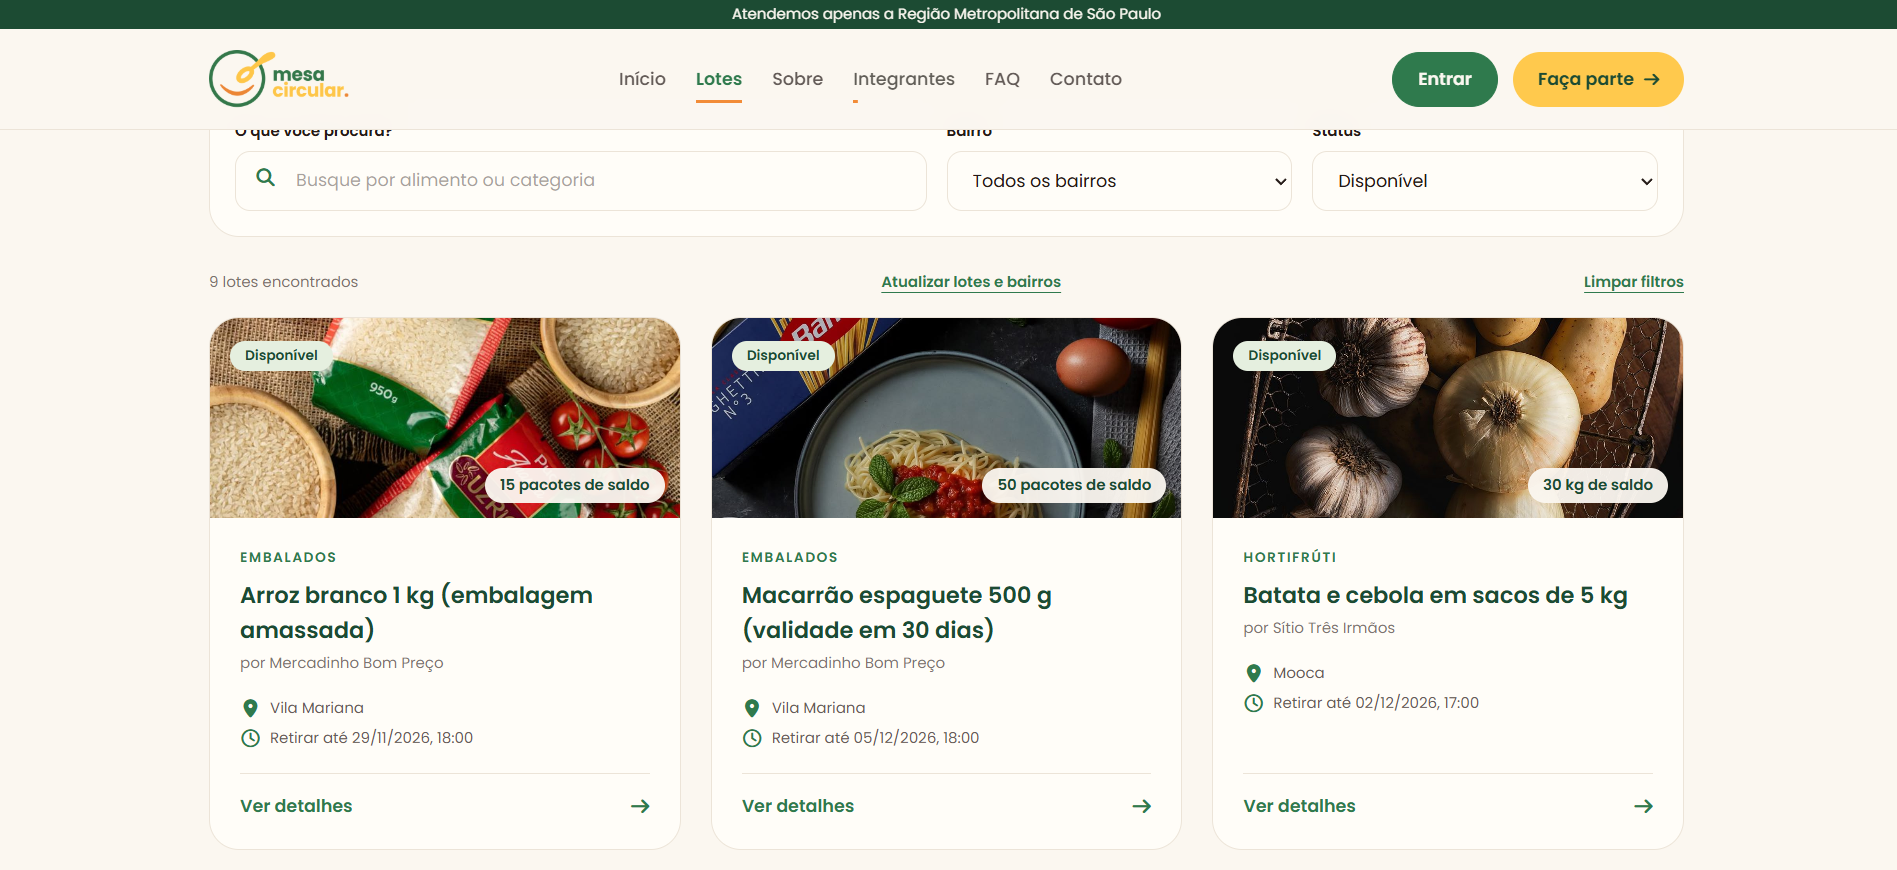 Atendemos apenas a Região Metropolitana de São Paulo
mesa
circular.
Início
Lotes
Sobre
Integrantes
FAQ
Contato
Entrar
Faça parte
O que você procura?
Bairro
Status
Busque por alimento ou categoria
Todos os bairros
Disponível
9 lotes encontrados
Atualizar lotes e bairros
Limpar filtros
Disponível
950g
15 pacotes de saldo
EMBALADOS
Arroz branco 1 kg (embalagem
amassada)
por Mercadinho Bom Preço
Vila Mariana
Retirar até 29/11/2026, 18:00
Ver detalhes
Disponível
Nº3
50 pacotes de saldo
EMBALADOS
Macarrão espaguete 500 g
(validade em 30 dias)
por Mercadinho Bom Preço
Vila Mariana
Retirar até 05/12/2026, 18:00
Ver detalhes
Disponível
30 kg de saldo
HORTIFRÚTI
Batata e cebola em sacos de 5 kg
por Sítio Três Irmãos
Mooca
Retirar até 02/12/2026, 17:00
Ver detalhes